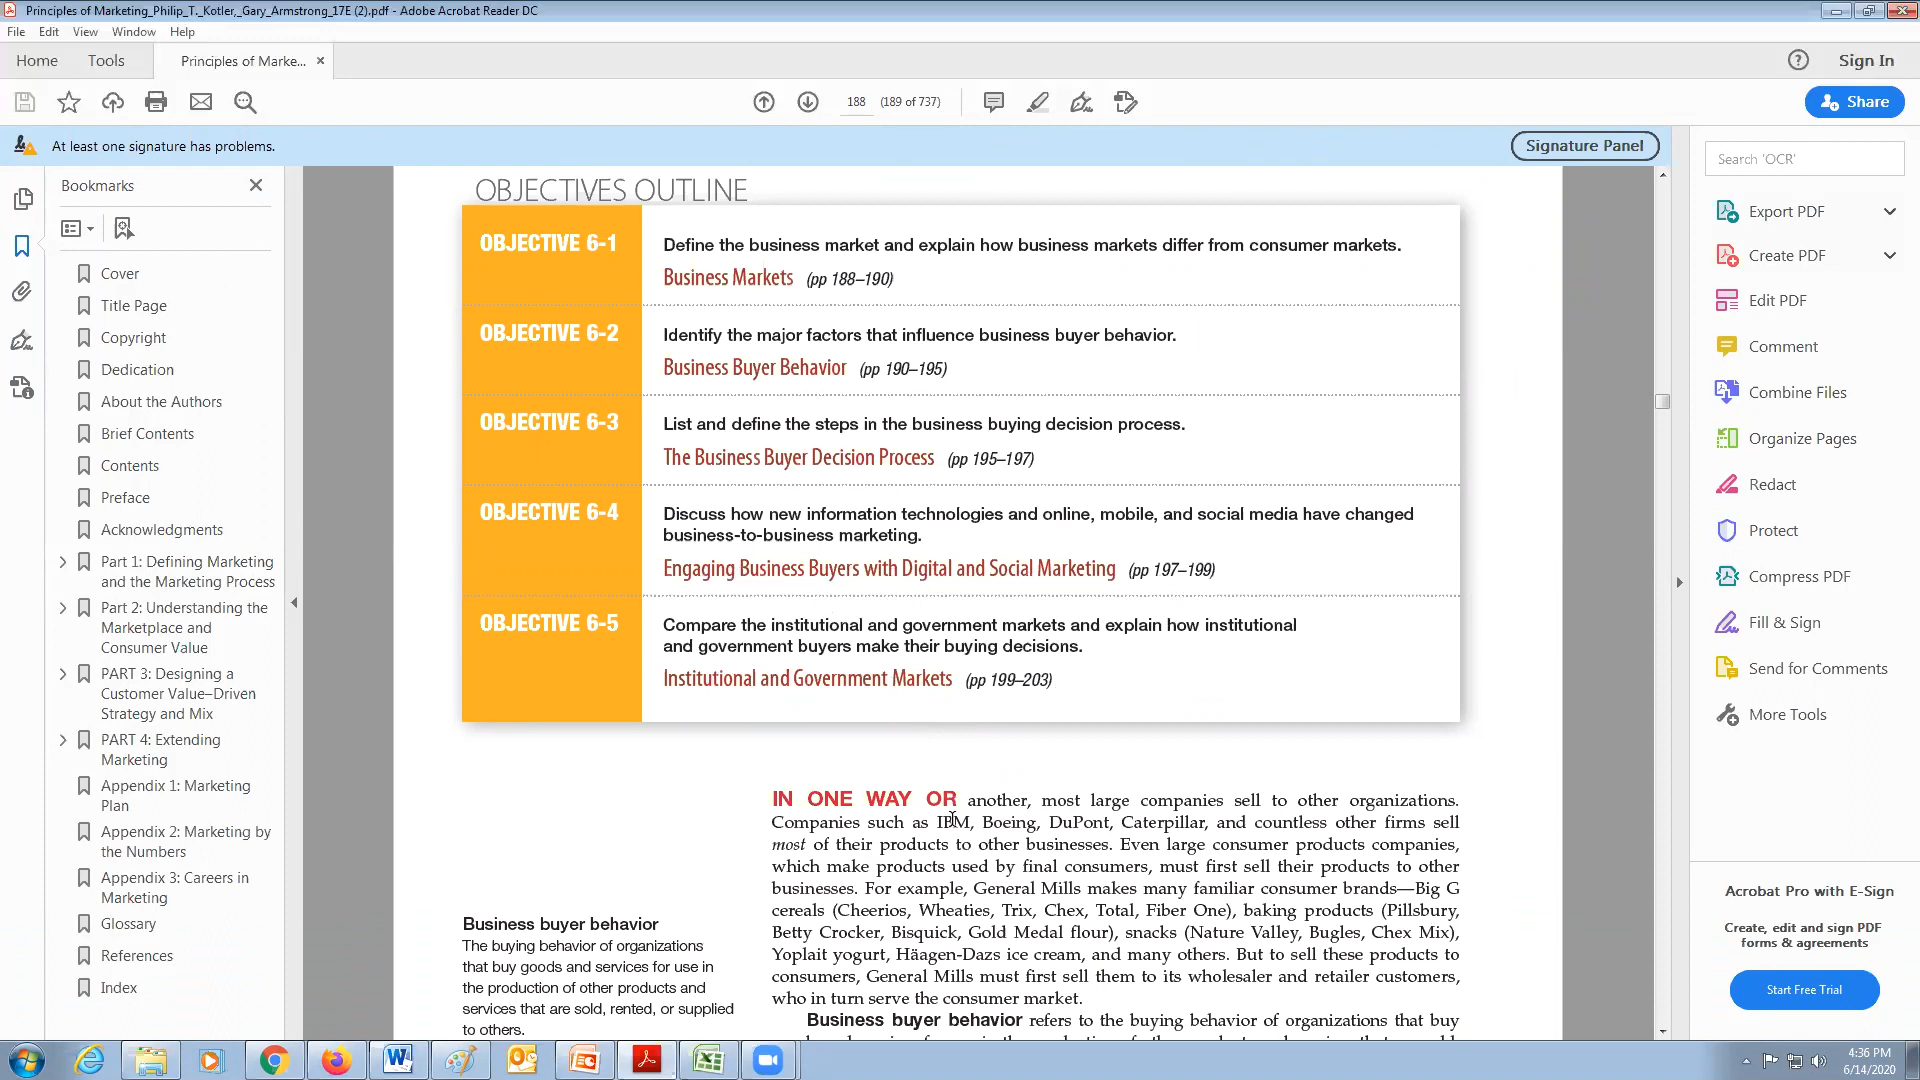 Principles of Marketing_Philip_T._Kotler,_Gary_Armstrong_17E (2).pdf - Adobe Acrobat Reader DC
File Edit View Window Help
Home Tools Principles of Marke... × Sign In
188 (189 of 737) Share
At least one signature has problems. Signature Panel
Bookmarks
Cover
Title Page
Copyright
Dedication
About the Authors
Brief Contents
Contents
Preface
Acknowledgments
Part 1: Defining Marketing
and the Marketing Process
Part 2: Understanding the
Marketplace and
Consumer Value
PART 3: Designing a
Customer Value–Driven
Strategy and Mix
PART 4: Extending
Marketing
Appendix 1: Marketing
Plan
Appendix 2: Marketing by
the Numbers
Appendix 3: Careers in
Marketing
Glossary
References
Index
OBJECTIVES OUTLINE
OBJECTIVE 6-1 Define the business market and explain how business markets differ from consumer markets.
Business Markets (pp 188–190)
OBJECTIVE 6-2 Identify the major factors that influence business buyer behavior.
Business Buyer Behavior (pp 190–195)
OBJECTIVE 6-3 List and define the steps in the business buying decision process.
The Business Buyer Decision Process (pp 195–197)
OBJECTIVE 6-4 Discuss how new information technologies and online, mobile, and social media have changed
business-to-business marketing.
Engaging Business Buyers with Digital and Social Marketing (pp 197–199)
OBJECTIVE 6-5 Compare the institutional and government markets and explain how institutional
and government buyers make their buying decisions.
Institutional and Government Markets (pp 199–203)
IN ONE WAY OR another, most large companies sell to other organizations.
Companies such as IBM, Boeing, DuPont, Caterpillar, and countless other firms sell
most of their products to other businesses. Even large consumer products companies,
which make products used by final consumers, must first sell their products to other
businesses. For example, General Mills makes many familiar consumer brands—Big G
cereals (Cheerios, Wheaties, Trix, Chex, Total, Fiber One), baking products (Pillsbury,
Betty Crocker, Bisquick, Gold Medal flour), snacks (Nature Valley, Bugles, Chex Mix),
Yoplait yogurt, Häagen-Dazs ice cream, and many others. But to sell these products to
consumers, General Mills must first sell them to its wholesaler and retailer customers,
who in turn serve the consumer market.
Business buyer behavior refers to the buying behavior of organizations that buy
Business buyer behavior
The buying behavior of organizations
that buy goods and services for use in
the production of other products and
services that are sold, rented, or supplied
to others.
Search 'OCR'
Export PDF
Create PDF
Edit PDF
Comment
Combine Files
Organize Pages
Redact
Protect
Compress PDF
Fill & Sign
Send for Comments
More Tools
Acrobat Pro with E-Sign
Create, edit and sign PDF
forms & agreements
Start Free Trial
4:36 PM
6/14/2020